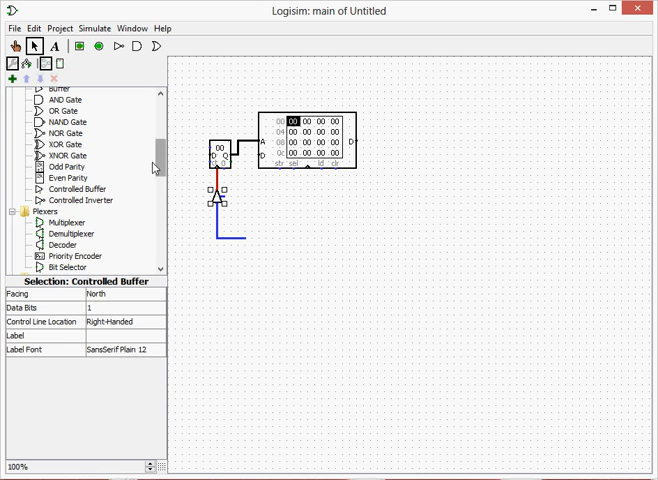 Logisim: main of Untitled
File Edit Project Simulate Window Help
A
Buffer
AND Gate
OR Gate
NAND Gate
NOR Gate
XOR Gate
XNOR Gate
Odd Parity
Even Parity
Controlled Buffer
Controlled Inverter
Plexers
Multiplexer
Demultiplexer
Decoder
Priority Encoder
Bit Selector
Selection: Controlled Buffer
Facing North
Data Bits 1
Control Line Location Right-Handed
Label
Label Font SansSerif Plain 12
100%
00 00 00 00 00
04 00 00 00 00
08 00 00 00 00
0c 00 00 00 00
A
D
D
str sel ld clr
00
D Q